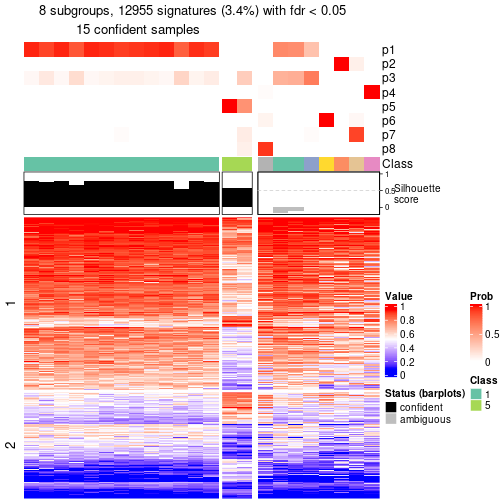 8 subgroups, 12955 signatures (3.4%) with fdr < 0.05
15 confident samples
p1
p2
p3
p4
p5
p6
p7
p8
Class
1
0.5
0
Silhouette
score
1
2
Value
1
0.8
0.6
0.4
0.2
0
Status (barplots)
confident
ambiguous
Prob
1
0.5
0
Class
1
5